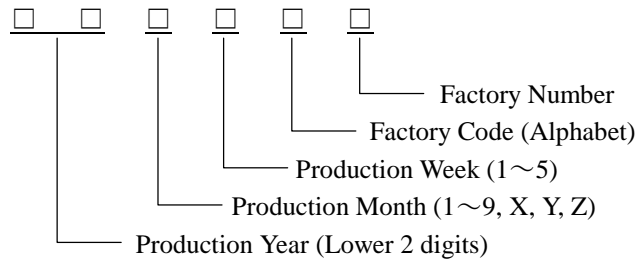 □ □ □ □ □ □
Factory Number
Factory Code (Alphabet)
Production Week (1～5)
Production Month (1～9, X, Y, Z)
Production Year (Lower 2 digits)